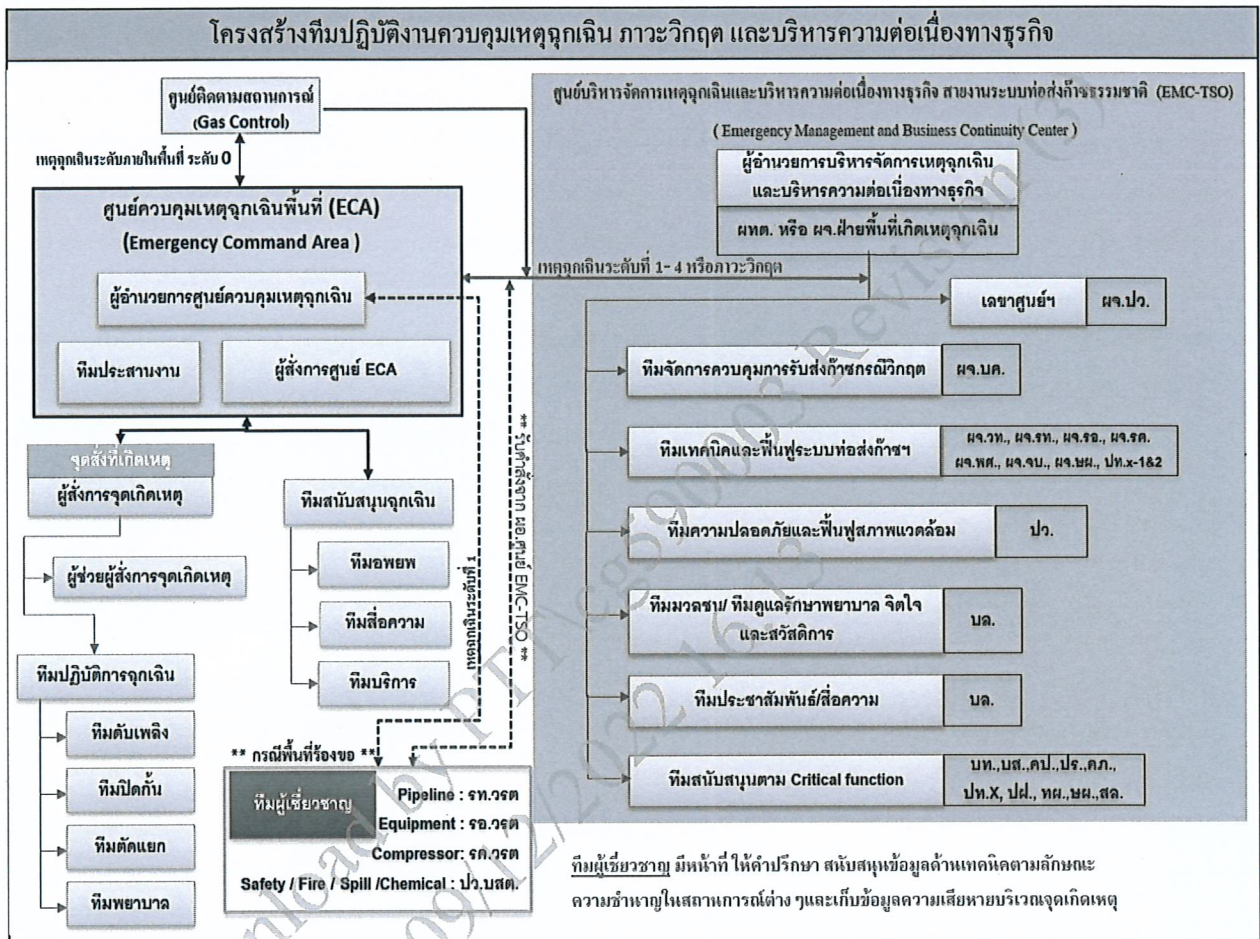 โครงสร้างทีมปฏิบัติงานควบคุมเหตุฉุกเฉิน ภาวะวิกฤต และบริหารความต่อเนื่องทางธุรกิจ
ศูนย์ติดตามสถานการณ์
(Gas Control)
เหตุฉุกเฉินระดับภายในพื้นที่ ระดับ 0
ศูนย์ควบคุมเหตุฉุกเฉินพื้นที่ (ECA)
(Emergency Command Area )
ผู้อำนวยการศูนย์ควบคุมเหตุฉุกเฉิน
ทีมประสานงาน
ผู้สั่งการศูนย์ ECA
จุดสั่งที่เกิดเหตุ
ผู้สั่งการจุดเกิดเหตุ
ผู้ช่วยผู้สั่งการจุดเกิดเหตุ
ทีมปฏิบัติการฉุกเฉิน
ทีมดับเพลิง
ทีมปิดกั้น
ทีมตัดแยก
ทีมพยาบาล
ทีมสนับสนุนฉุกเฉิน
ทีมอพยพ
ทีมสื่อความ
ทีมบริการ
เหตุฉุกเฉินระดับที่ 1
** รับคำสั่งจาก ผอ.ศูนย์ EMC-TSO **
** กรณีพื้นที่ร้องขอ **
ทีมผู้เชี่ยวชาญ
Pipeline : รท.วรต
Equipment : รอ.วรต
Compressor: รค.วรต
Safety / Fire / Spill /Chemical : ปว.บสต.
ศูนย์บริหารจัดการเหตุฉุกเฉินและบริหารความต่อเนื่องทางธุรกิจ สายงานระบบท่อส่งก๊าซธรรมชาติ (EMC-TSO)
( Emergency Management and Business Continuity Center )
ผู้อำนวยการบริหารจัดการเหตุฉุกเฉิน
และบริหารความต่อเนื่องทางธุรกิจ
ผทต. หรือ ผจ.ฝ่ายพื้นที่เกิดเหตุฉุกเฉิน
เหตุฉุกเฉินระดับที่ 1- 4 หรือภาวะวิกฤต
เลขาศูนย์ฯ
ผจ.ปว.
ทีมจัดการควบคุมการรับส่งก๊าซกรณีวิกฤต
ผจ.บค.
ทีมเทคนิคและฟื้นฟูระบบท่อส่งก๊าซฯ
ผจ.วท., ผจ.รท., ผจ.รอ., ผจ.รค.
ผจ.พศ., ผจ.จบ., ผจ.ษผ., ปท.x-1&2
ทีมความปลอดภัยและฟื้นฟูสภาพแวดล้อม
ปว.
ทีมมวลชน/ ทีมดูแลรักษาพยาบาล จิตใจ
และสวัสดิการ
บล.
ทีมประชาสัมพันธ์/สื่อความ
บล.
ทีมสนับสนุนตาม Critical function
บท.,บส.,คป.,ปร.,คภ.,
ปท.X, ปฝ., ทผ.,ษผ.,สล.
ทีมผู้เชี่ยวชาญ มีหน้าที่ ให้คำปรึกษา สนับสนุนข้อมูลด้านเทคนิคตามลักษณะ
ความชำนาญในสถานการณ์ต่าง ๆและเก็บข้อมูลความเสียหายบริเวณจุดเกิดเหตุ